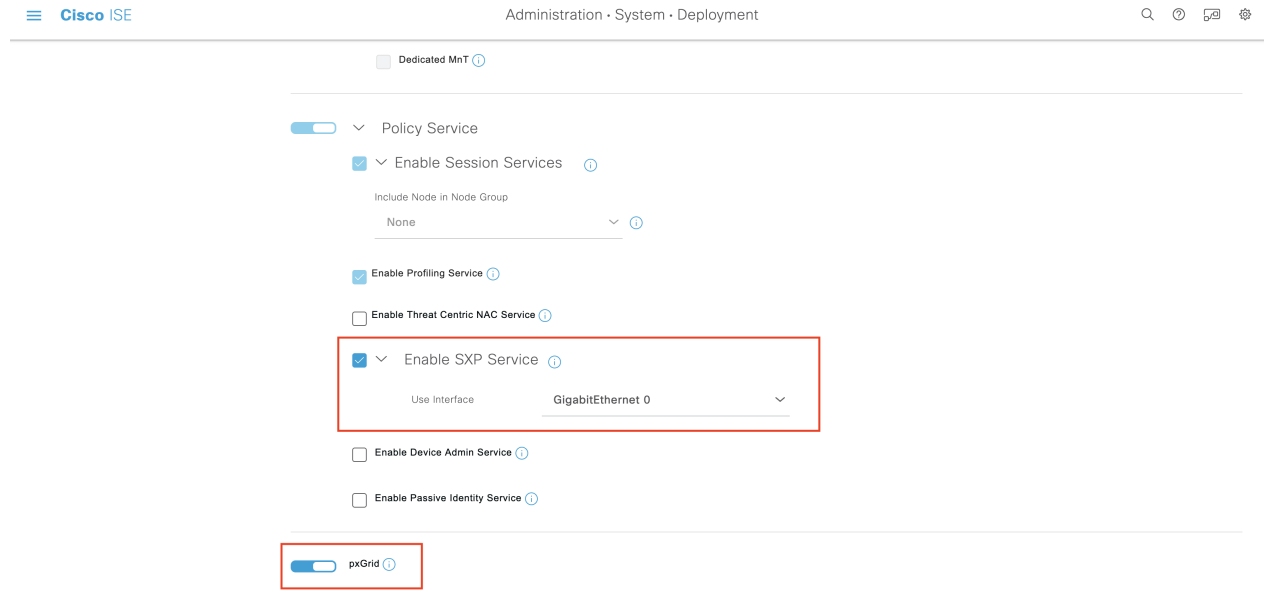 Cisco ISE
Administration · System · Deployment
Dedicated MnT
Policy Service
Enable Session Services
Include Node in Node Group
None
Enable Profiling Service
Enable Threat Centric NAC Service
Enable SXP Service
Use Interface
GigabitEthernet 0
Enable Device Admin Service
Enable Passive Identity Service
pxGrid